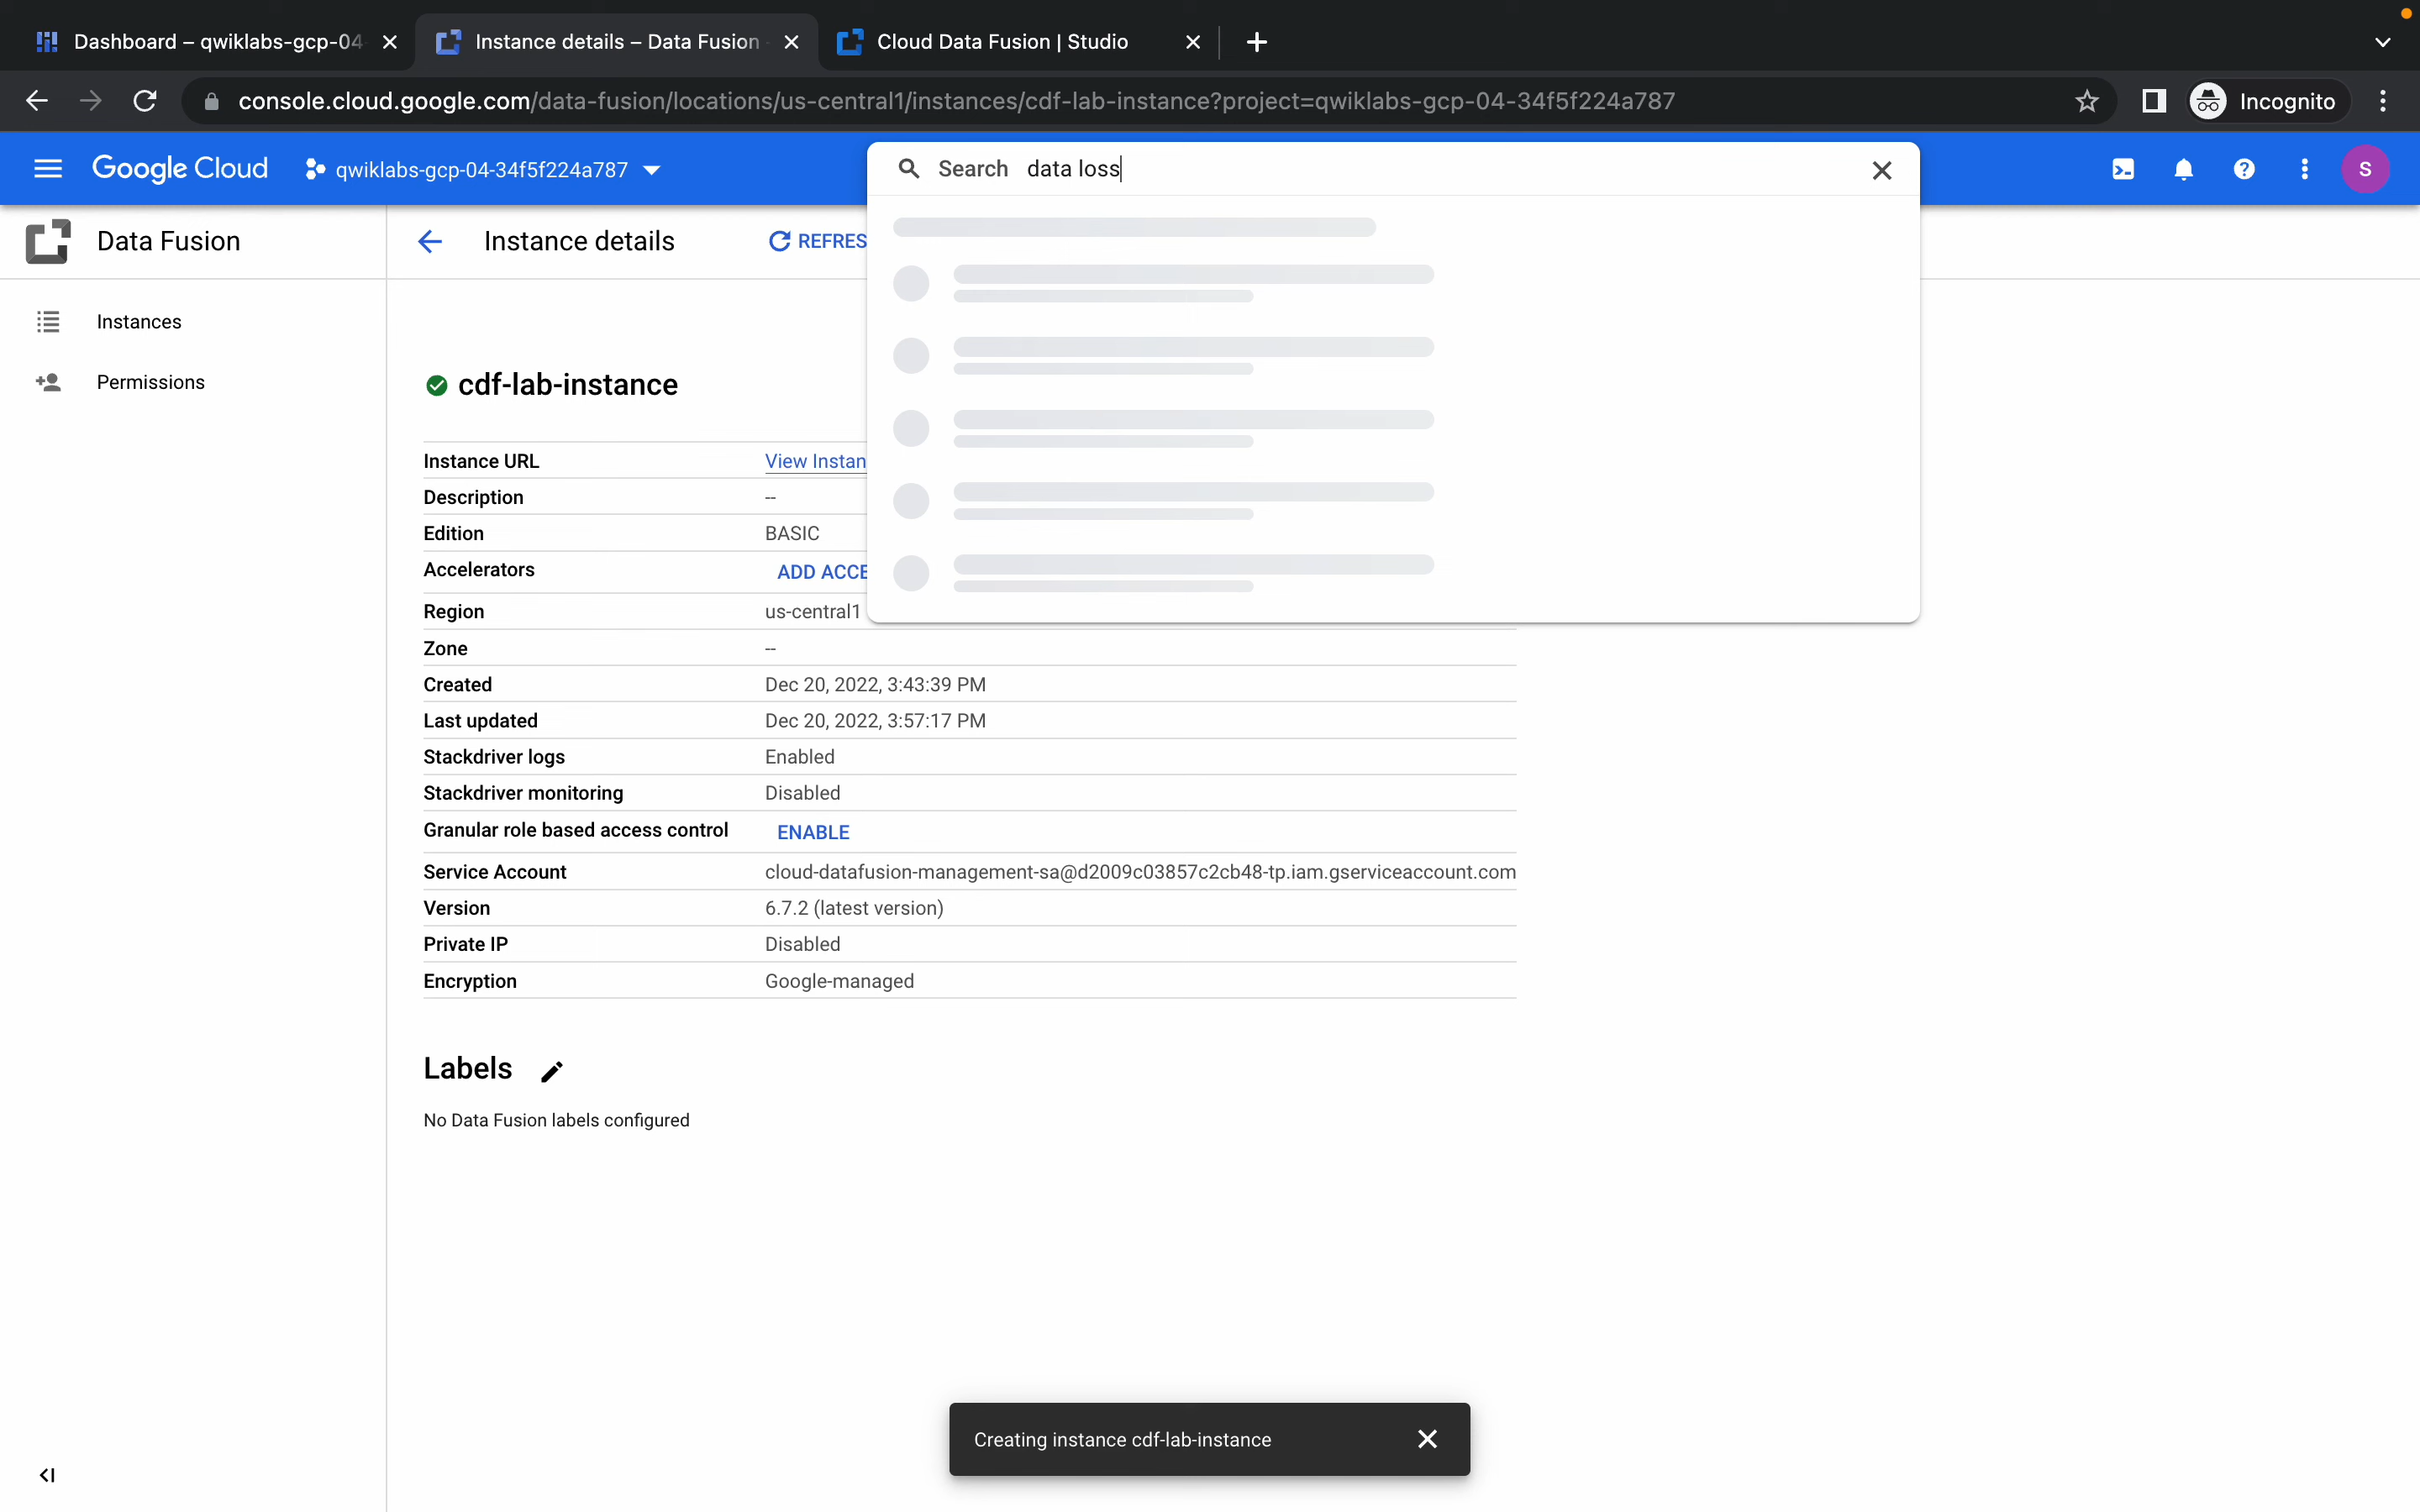 Dashboard – qwiklabs-gcp-04
Instance details – Data Fusion
Cloud Data Fusion | Studio
console.cloud.google.com/data-fusion/locations/us-central1/instances/cdf-lab-instance?project=qwiklabs-gcp-04-34f5f224a787
Incognito
Google Cloud
qwiklabs-gcp-04-34f5f224a787
Search data loss
S
Data Fusion
Instance details
REFRES
Instances
Permissions
cdf-lab-instance
Instance URL View Instan
Description --
Edition BASIC
Accelerators ADD ACCE
Region us-central1
Zone --
Created Dec 20, 2022, 3:43:39 PM
Last updated Dec 20, 2022, 3:57:17 PM
Stackdriver logs Enabled
Stackdriver monitoring Disabled
Granular role based access control ENABLE
Service Account cloud-datafusion-management-sa@d2009c03857c2cb48-tp.iam.gserviceaccount.com
Version 6.7.2 (latest version)
Private IP Disabled
Encryption Google-managed
Labels
No Data Fusion labels configured
Creating instance cdf-lab-instance